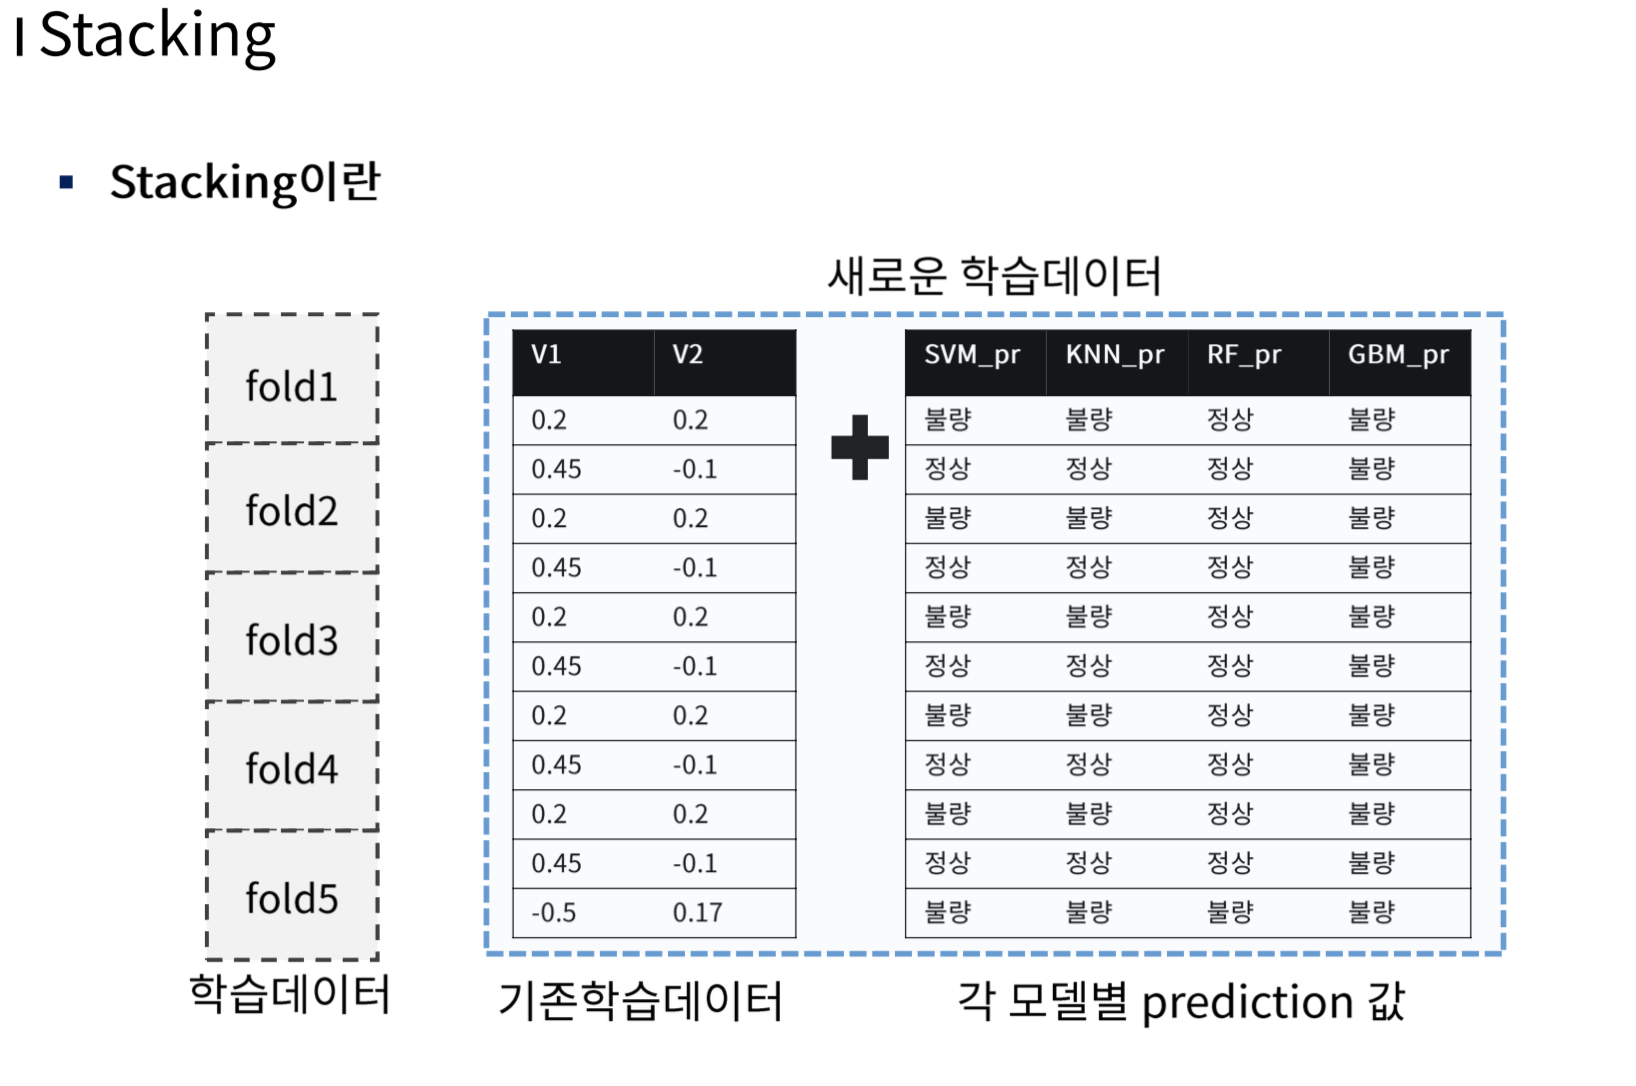 Stacking
Stacking이란
새로운 학습데이터
fold1
fold2
fold3
fold4
fold5
학습데이터
V1 V2
0.2 0.2
0.45 -0.1
0.2 0.2
0.45 -0.1
0.2 0.2
0.45 -0.1
0.2 0.2
0.45 -0.1
0.2 0.2
0.45 -0.1
-0.5 0.17
기존학습데이터
SVM_pr KNN_pr RF_pr GBM_pr
불량 불량 정상 불량
정상 정상 정상 불량
불량 불량 정상 불량
정상 정상 정상 불량
불량 불량 정상 불량
정상 정상 정상 불량
불량 불량 정상 불량
정상 정상 정상 불량
불량 불량 정상 불량
정상 정상 정상 불량
불량 불량 불량 불량
각 모델별 prediction 값